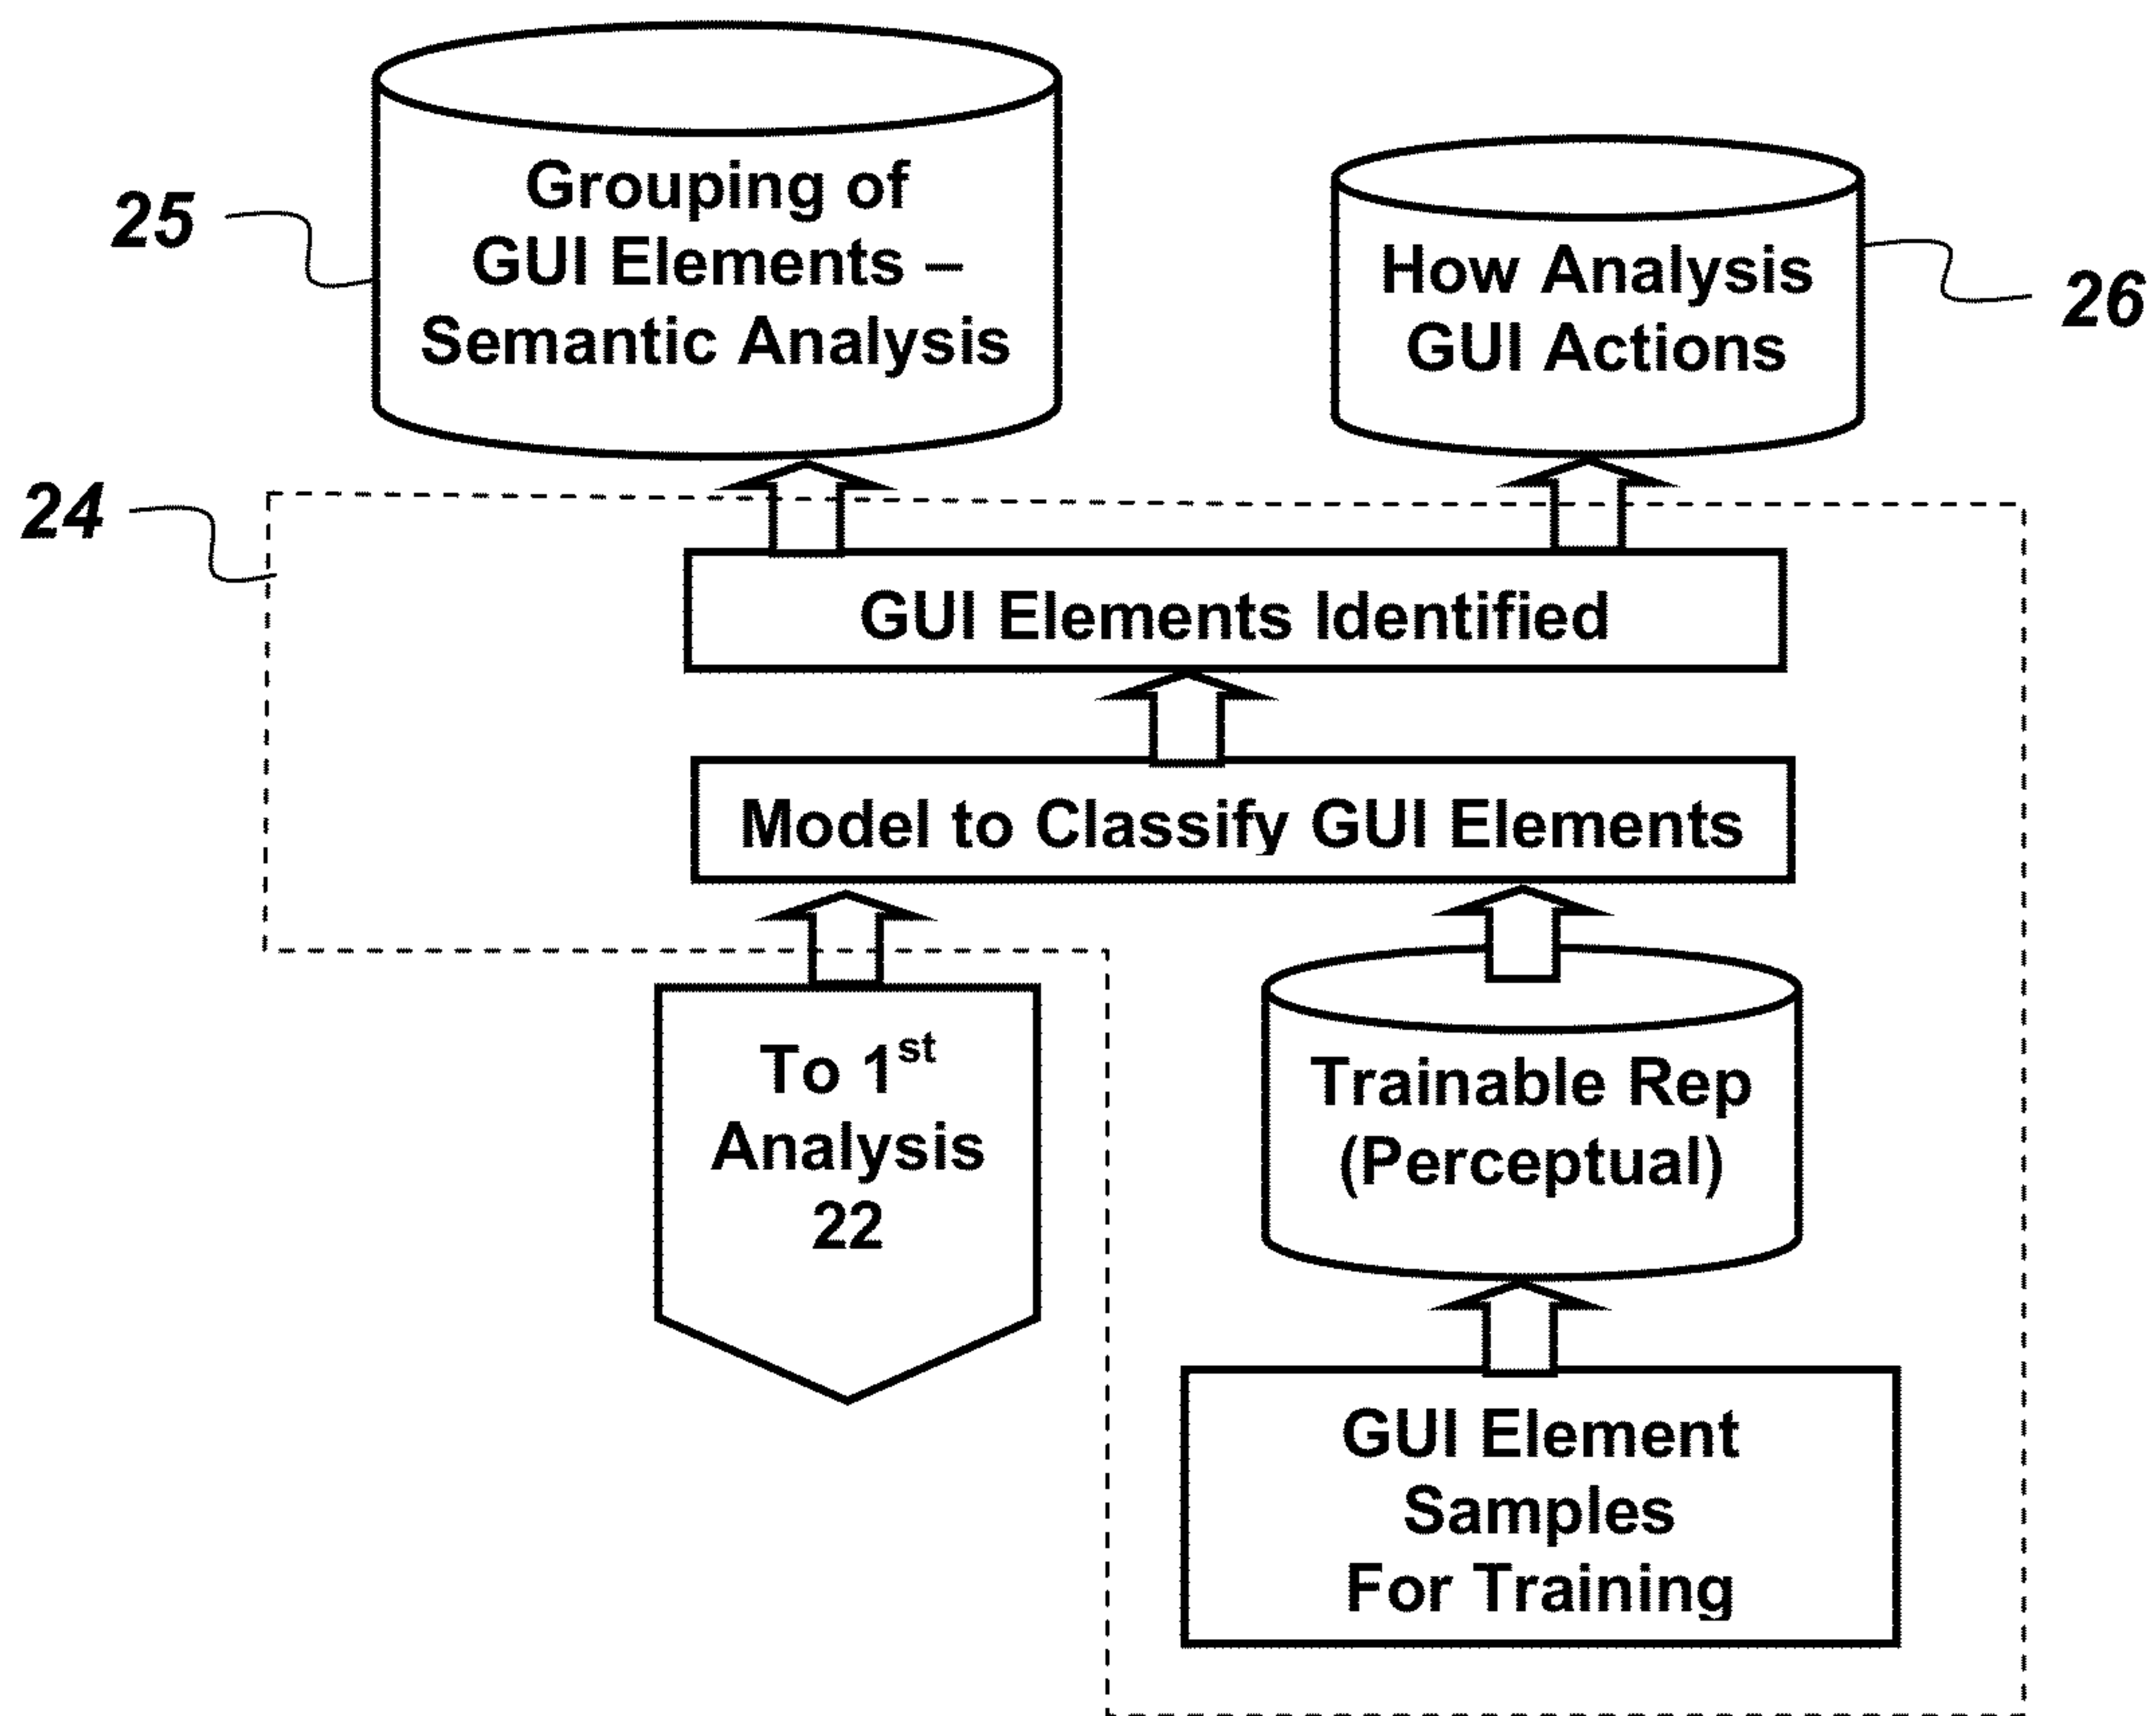 Grouping of
GUI Elements –
Semantic Analysis
25
How Analysis
GUI Actions
26
24
GUI Elements Identified
Model to Classify GUI Elements
To 1st
Analysis
22
Trainable Rep
(Perceptual)
GUI Element
Samples
For Training